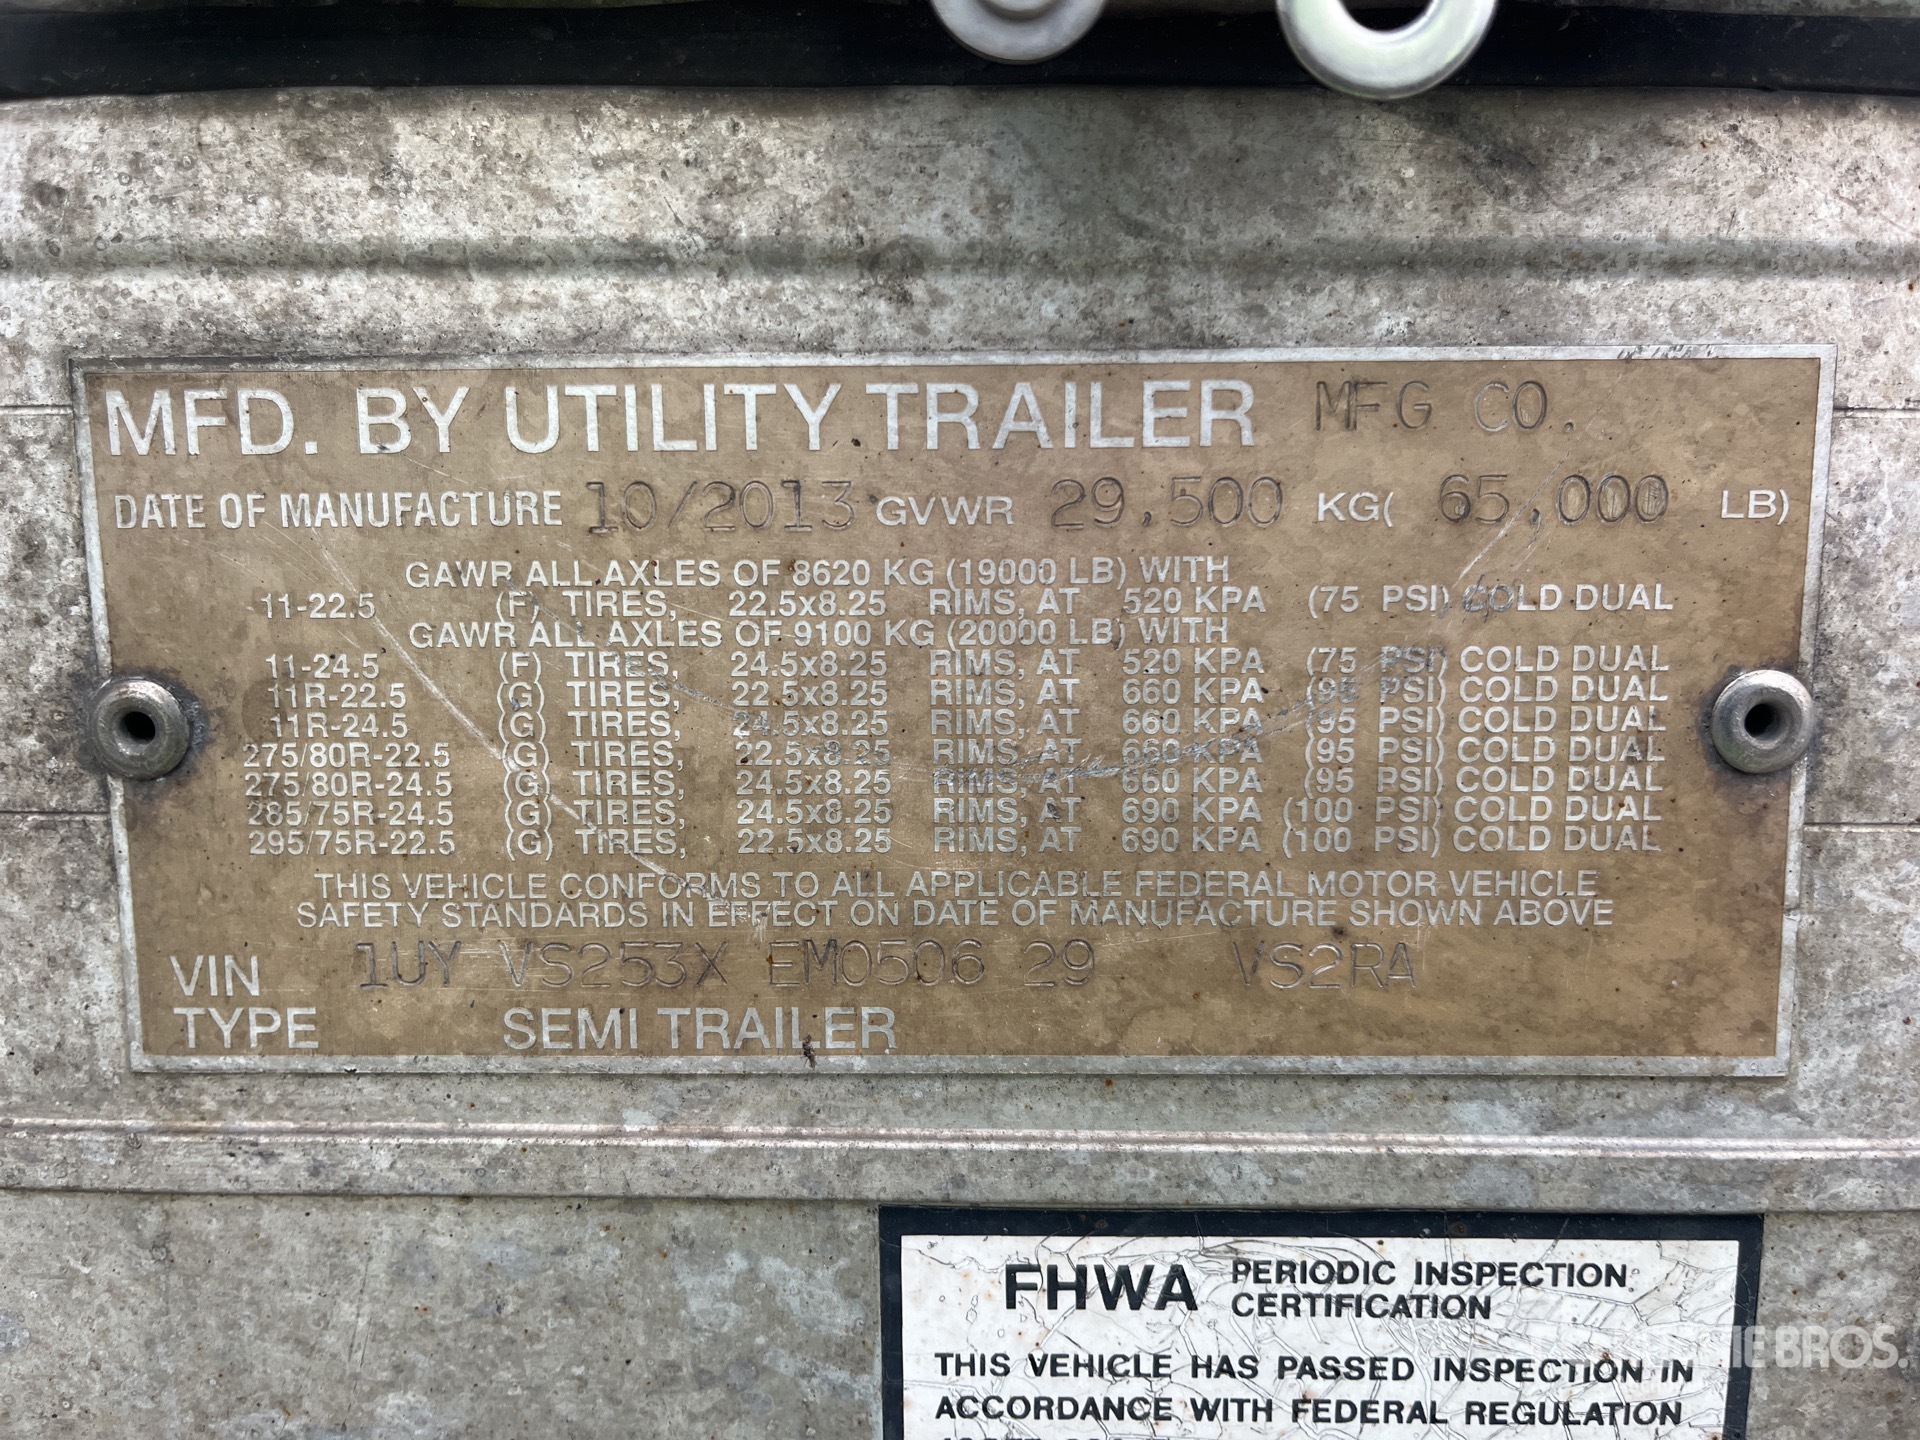 MFD. BY UTILITY TRAILER MFG CO.
DATE OF MANUFACTURE 10/2013 GVWR 29,500 KG( 65,000 LB)
GAWR ALL AXLES OF 8620 KG (19000 LB) WITH
11-22.5 (F) TIRES, 22.5x8.25 RIMS, AT 520 KPA (75 PSI) COLD DUAL
GAWR ALL AXLES OF 9100 KG (20000 LB) WITH
11-24.5 (F) TIRES, 24.5x8.25 RIMS, AT 520 KPA (75 PSI) COLD DUAL
11R-22.5 (G) TIRES, 22.5x8.25 RIMS, AT 660 KPA (95 PSI) COLD DUAL
11R-24.5 (G) TIRES, 24.5x8.25 RIMS, AT 660 KPA (95 PSI) COLD DUAL
275/80R-22.5 (G) TIRES, 22.5x8.25 RIMS, AT 660 KPA (95 PSI) COLD DUAL
275/80R-24.5 (G) TIRES, 24.5x8.25 RIMS, AT 660 KPA (95 PSI) COLD DUAL
285/75R-24.5 (G) TIRES, 24.5x8.25 RIMS, AT 690 KPA (100 PSI) COLD DUAL
295/75R-22.5 (G) TIRES, 22.5x8.25 RIMS, AT 690 KPA (100 PSI) COLD DUAL
THIS VEHICLE CONFORMS TO ALL APPLICABLE FEDERAL MOTOR VEHICLE
SAFETY STANDARDS IN EFFECT ON DATE OF MANUFACTURE SHOWN ABOVE
VIN 1UY VS253X EM0506 29 VS2RA
TYPE SEMI TRAILER
FHWA PERIODIC INSPECTION
CERTIFICATION
THIS VEHICLE HAS PASSED INSPECTION IN
ACCORDANCE WITH FEDERAL REGULATION
BROS.